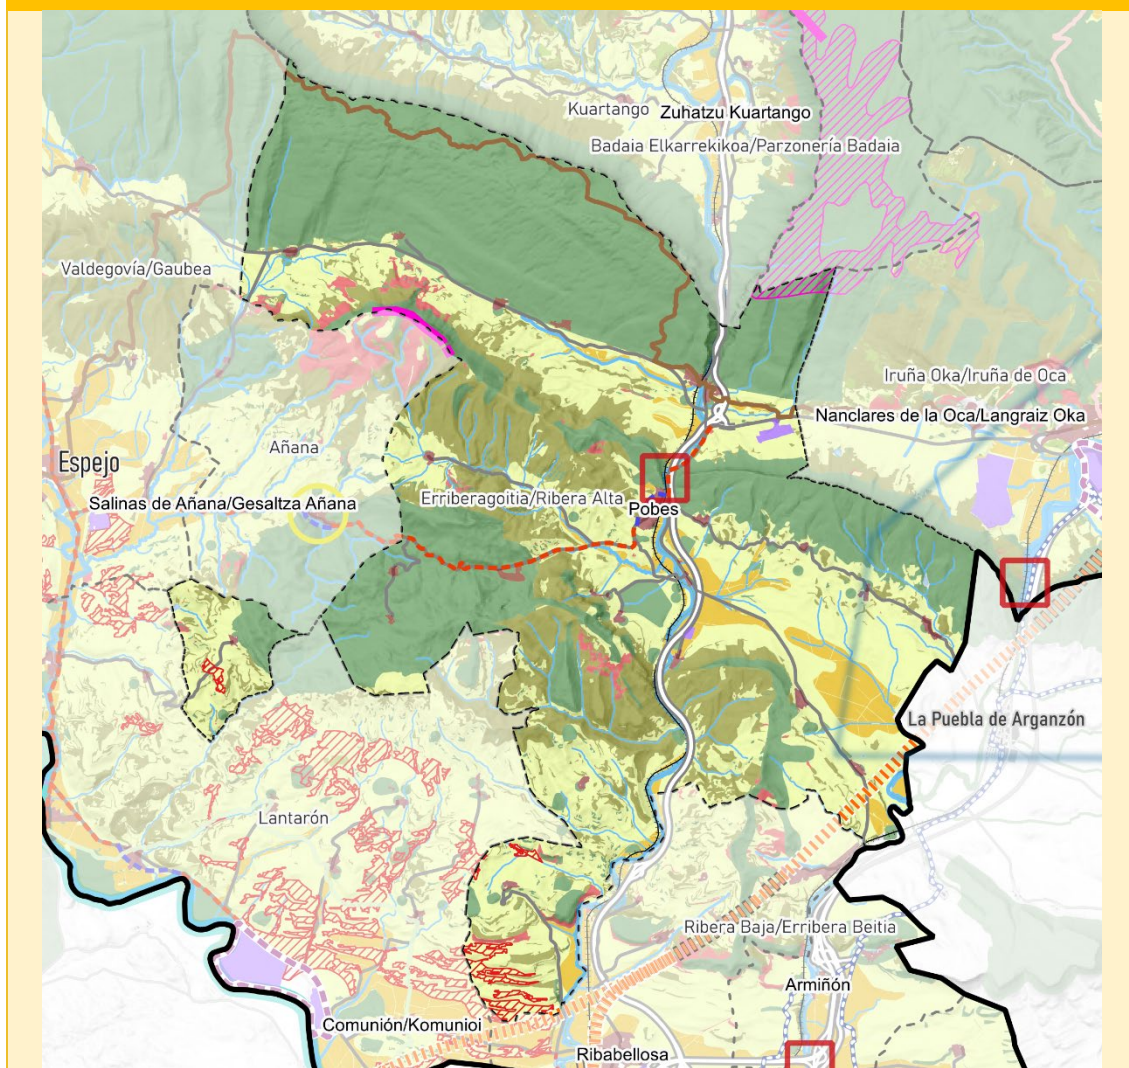 Kuartango
Zuhatzu Kuartango
Badaia Elkarrekikoa/Parzonería Badaia
Valdegovía/Gaubea
Iruña Oka/Iruña de Oca
Nanclares de la Oca/Langraiz Oka
Añana
Espejo
Salinas de Añana/Gesaltza Añana
Erriberagoitia/Ribera Alta
Pobes
La Puebla de Arganzón
Lantarón
Ribera Baja/Erribera Beitia
Armiñón
Comunión/Komunioi
Ribabellosa